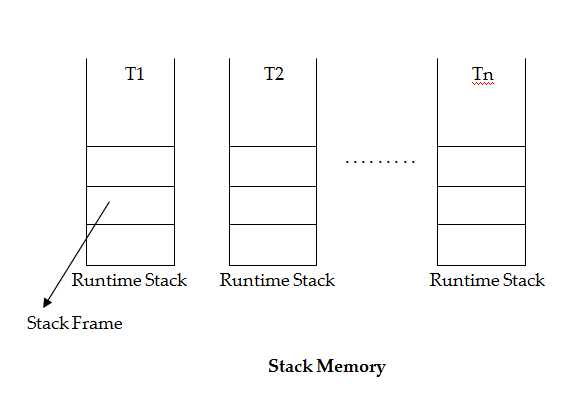 T1 T2 Tn
.........
Runtime Stack Runtime Stack Runtime Stack
Stack Frame
Stack Memory